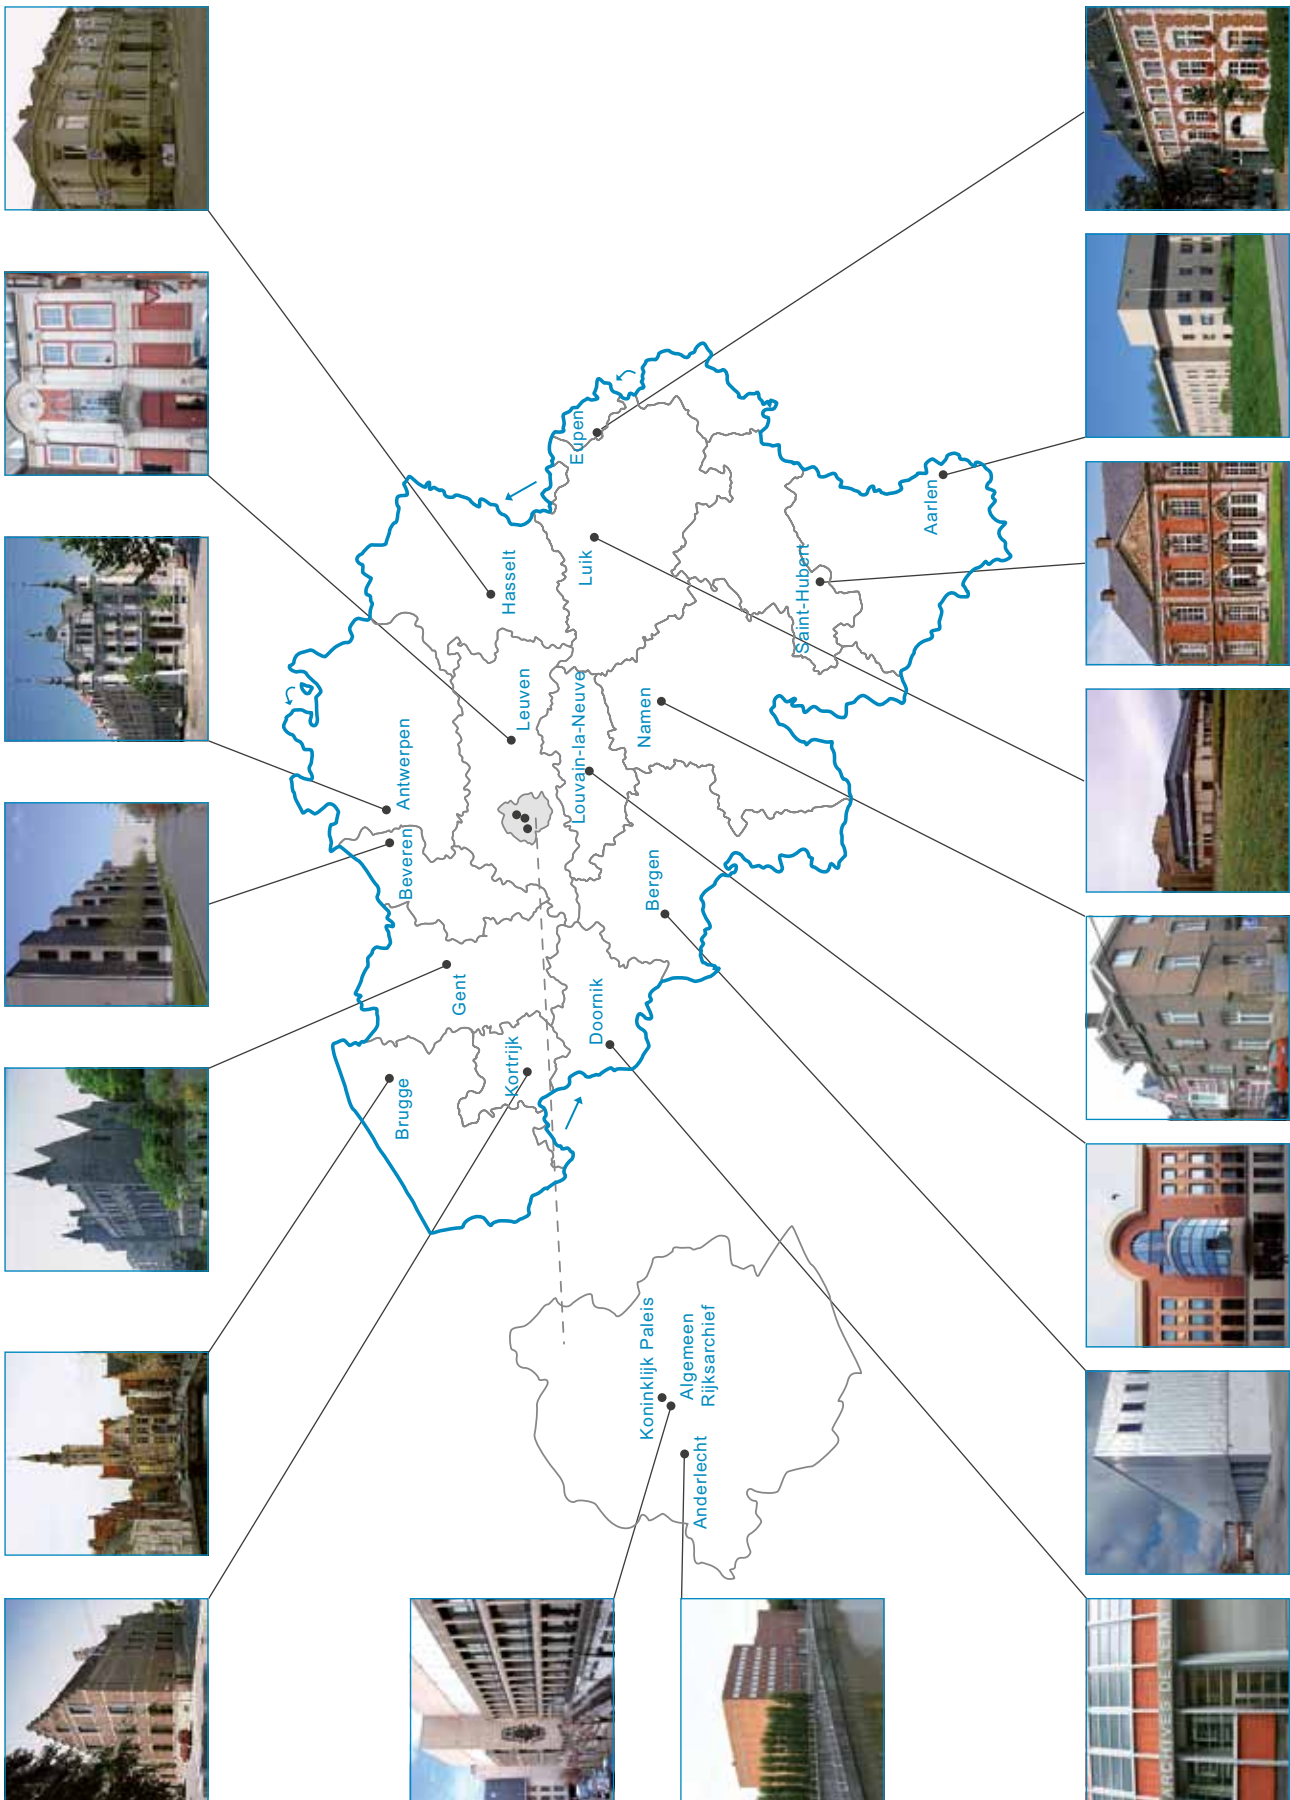 Brugge
Kortrijk
Gent
Beveren
Antwerpen
Leuven
Hasselt
Doornik
Bergen
Louvain-la-Neuve
Namen
Luik
Eupen
Saint-Hubert
Aarlen
Koninklijk Paleis
Algemeen
Rijksarchief
Anderlecht